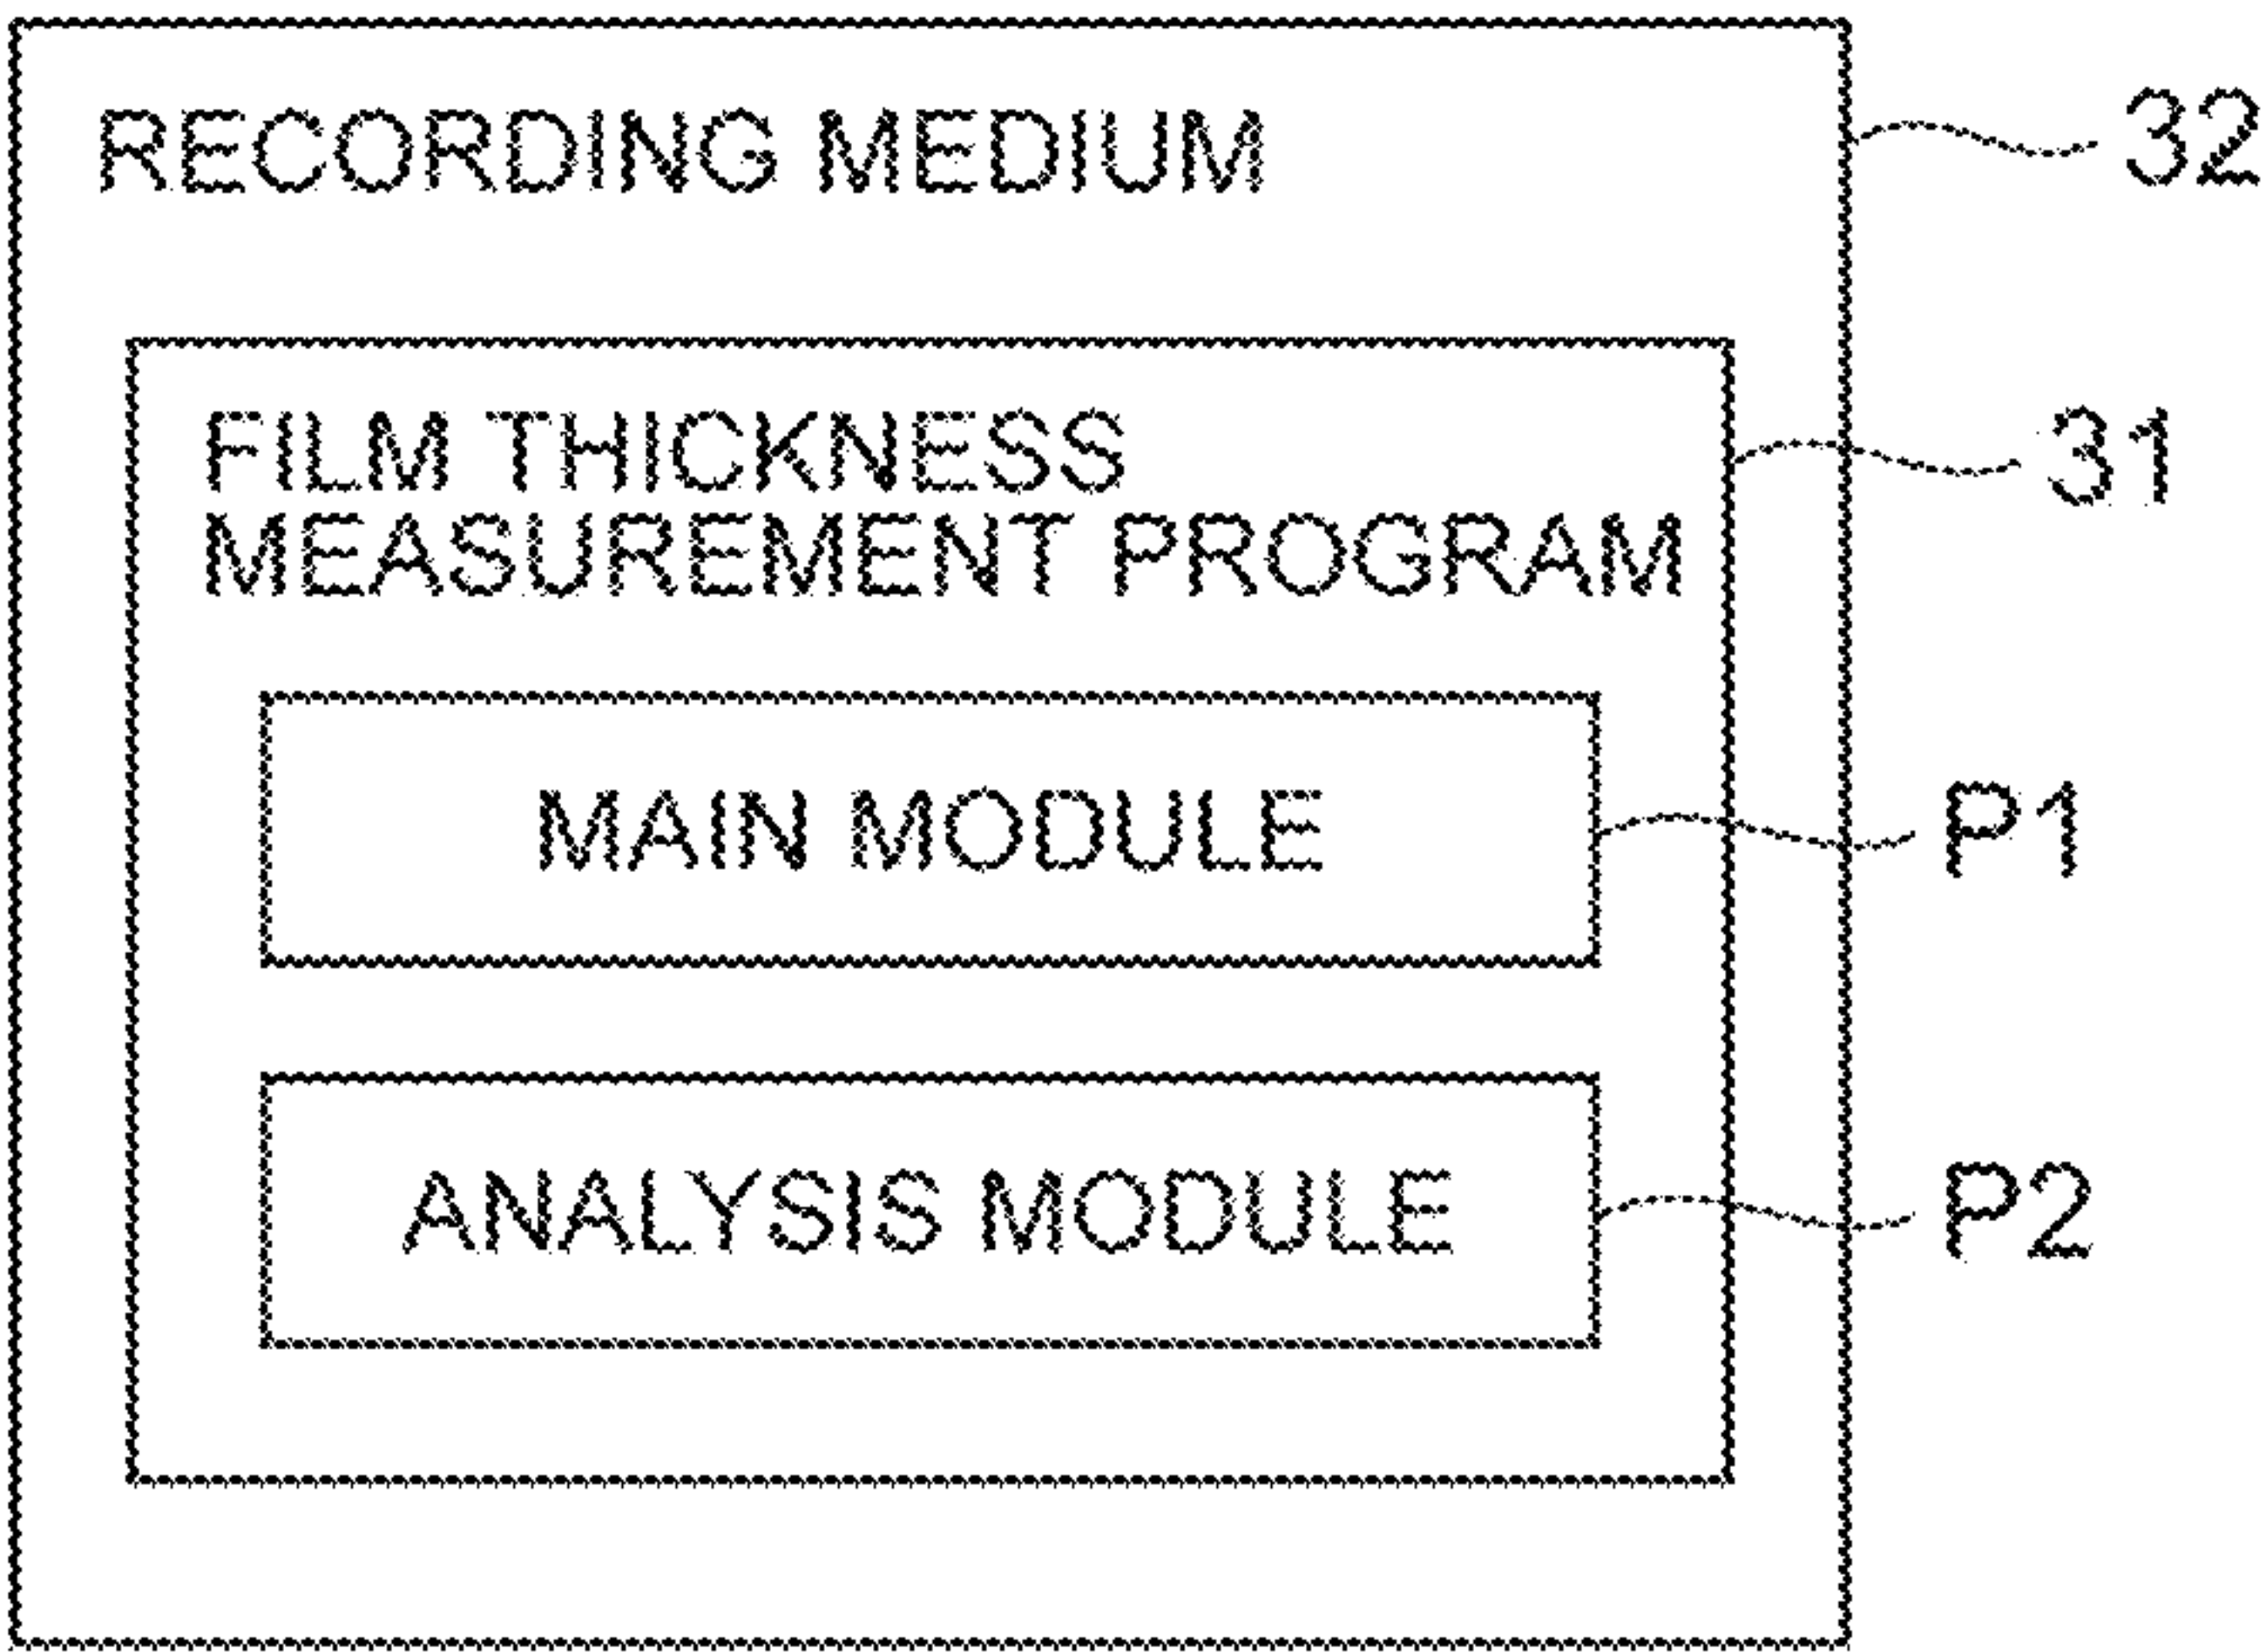 RECORDING MEDIUM 32
FILM THICKNESS 31
MEASUREMENT PROGRAM
MAIN MODULE P1
ANALYSIS MODULE P2